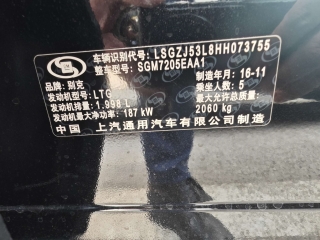 车辆识别代号: LSGZJ53L8HH073755
整车型号: SGM7205EAA1
品牌: 别克 制造年月: 16-11
发动机型号: LTG 乘坐人数: 5
发动机排量: 1.998 L 最大允许总质量:
发动机最大净功率: 187 kW 2060 kg
中国 上汽通用汽车有限公司制造